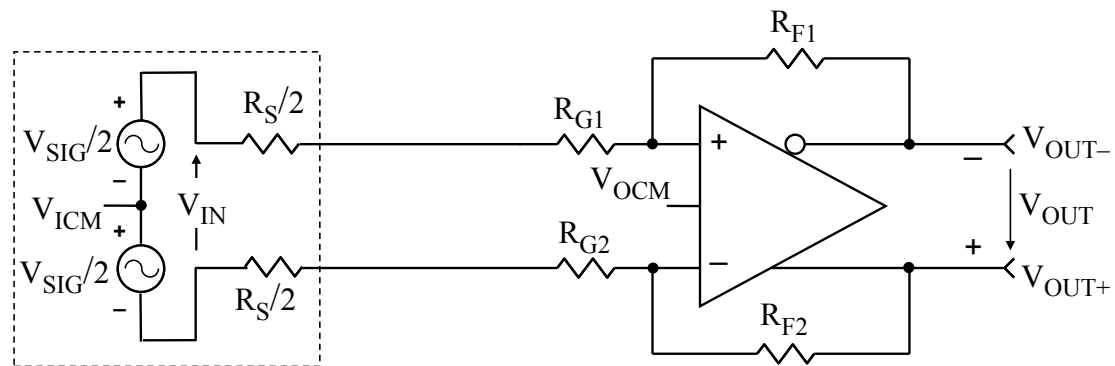 R_F1
R_S/2
R_G1
+
+
V_SIG/2
V_OCM
−
V_OUT−
−
V_ICM
V_IN
V_OUT
+
R_G2
−
+
V_SIG/2
V_OUT+
−
R_S/2
R_F2